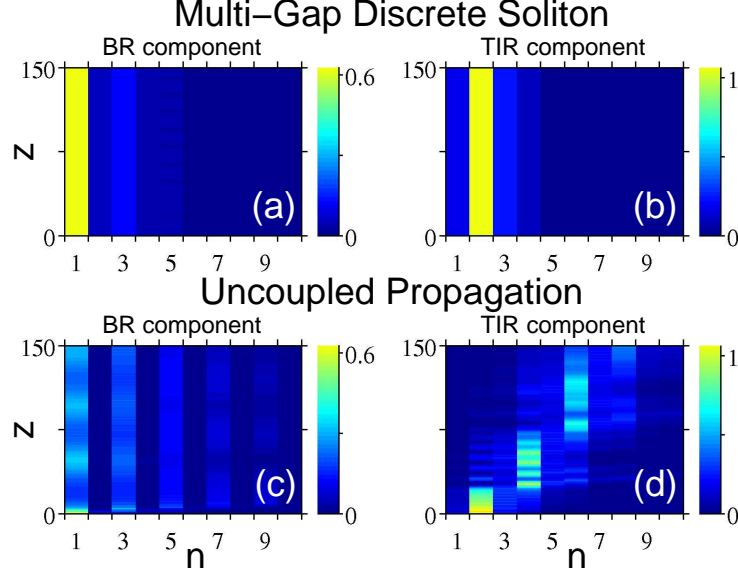 Multi−Gap Discrete Soliton
BR component
TIR component
150
0.6
150
1
z
(a)
(b)
0
0
0
0
1 3 5 7 9
1 3 5 7 9
Uncoupled Propagation
BR component
TIR component
150
0.6
150
1
z
(c)
(d)
0
0
0
0
1 3 5 7 9
1 3 5 7 9
n
n